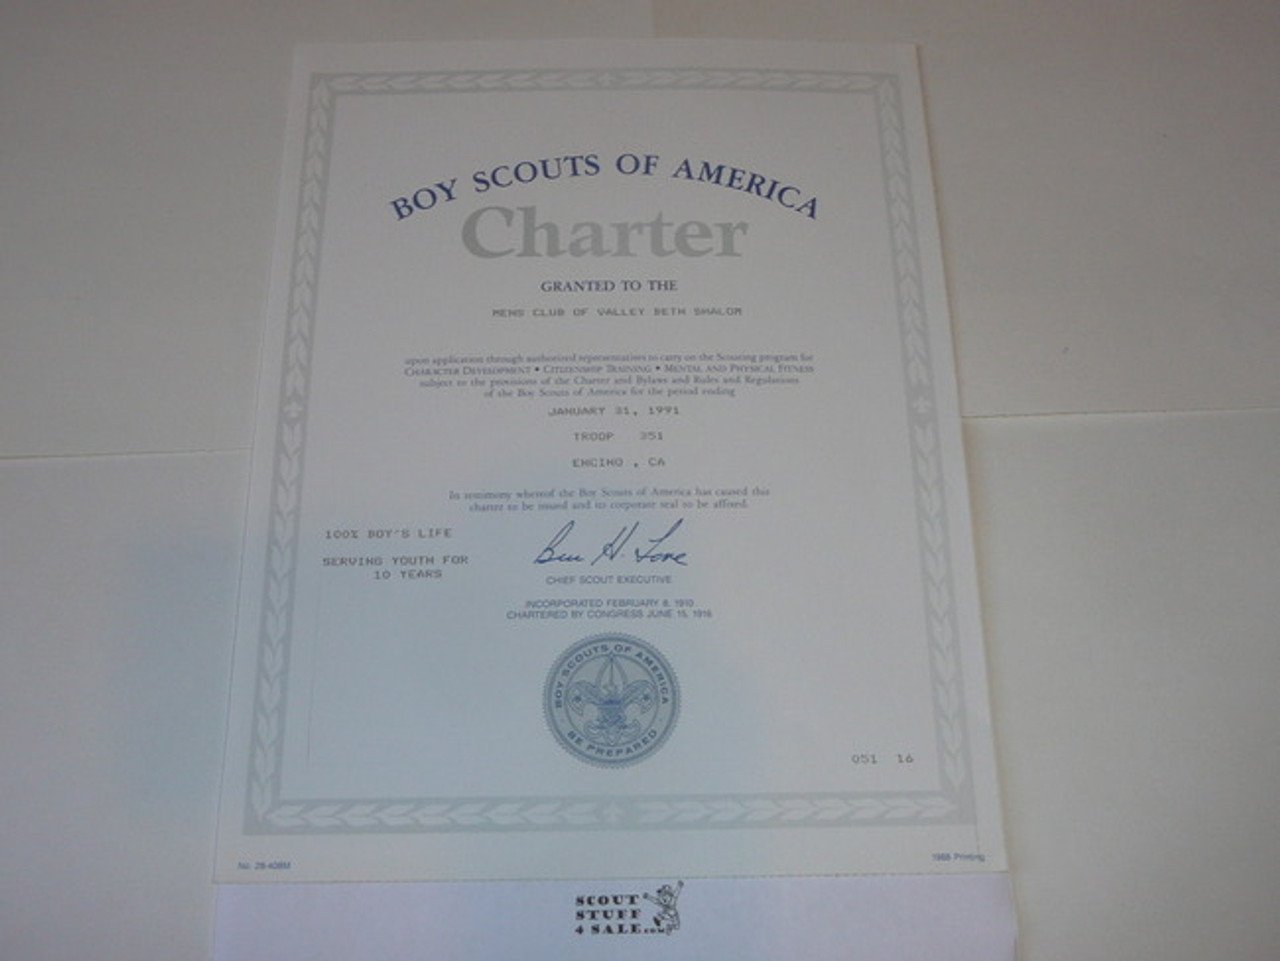 BOY SCOUTS OF AMERICA
Charter
GRANTED TO THE
MENS CLUB OF VALLEY BETH SHALOM
upon application through authorized representatives to carry on the Scouting program for
CHARACTER DEVELOPMENT • CITIZENSHIP TRAINING • MENTAL AND PHYSICAL FITNESS
subject to the provisions of the Charter and Bylaws and Rules and Regulations
of the Boy Scouts of America for the period ending
JANUARY 31, 1991
TROOP 351
ENCINO , CA
In testimony whereof the Boy Scouts of America has caused this
charter to be issued and its corporate seal to be affixed.
100% BOY'S LIFE
SERVING YOUTH FOR
10 YEARS
Ben H. Love
CHIEF SCOUT EXECUTIVE
INCORPORATED FEBRUARY 8, 1910
CHARTERED BY CONGRESS JUNE 15, 1916
BOY SCOUTS OF AMERICA
BE PREPARED
051 16
No. 28-408M
1988 Printing
SCOUT
STUFF
4 SALE.com